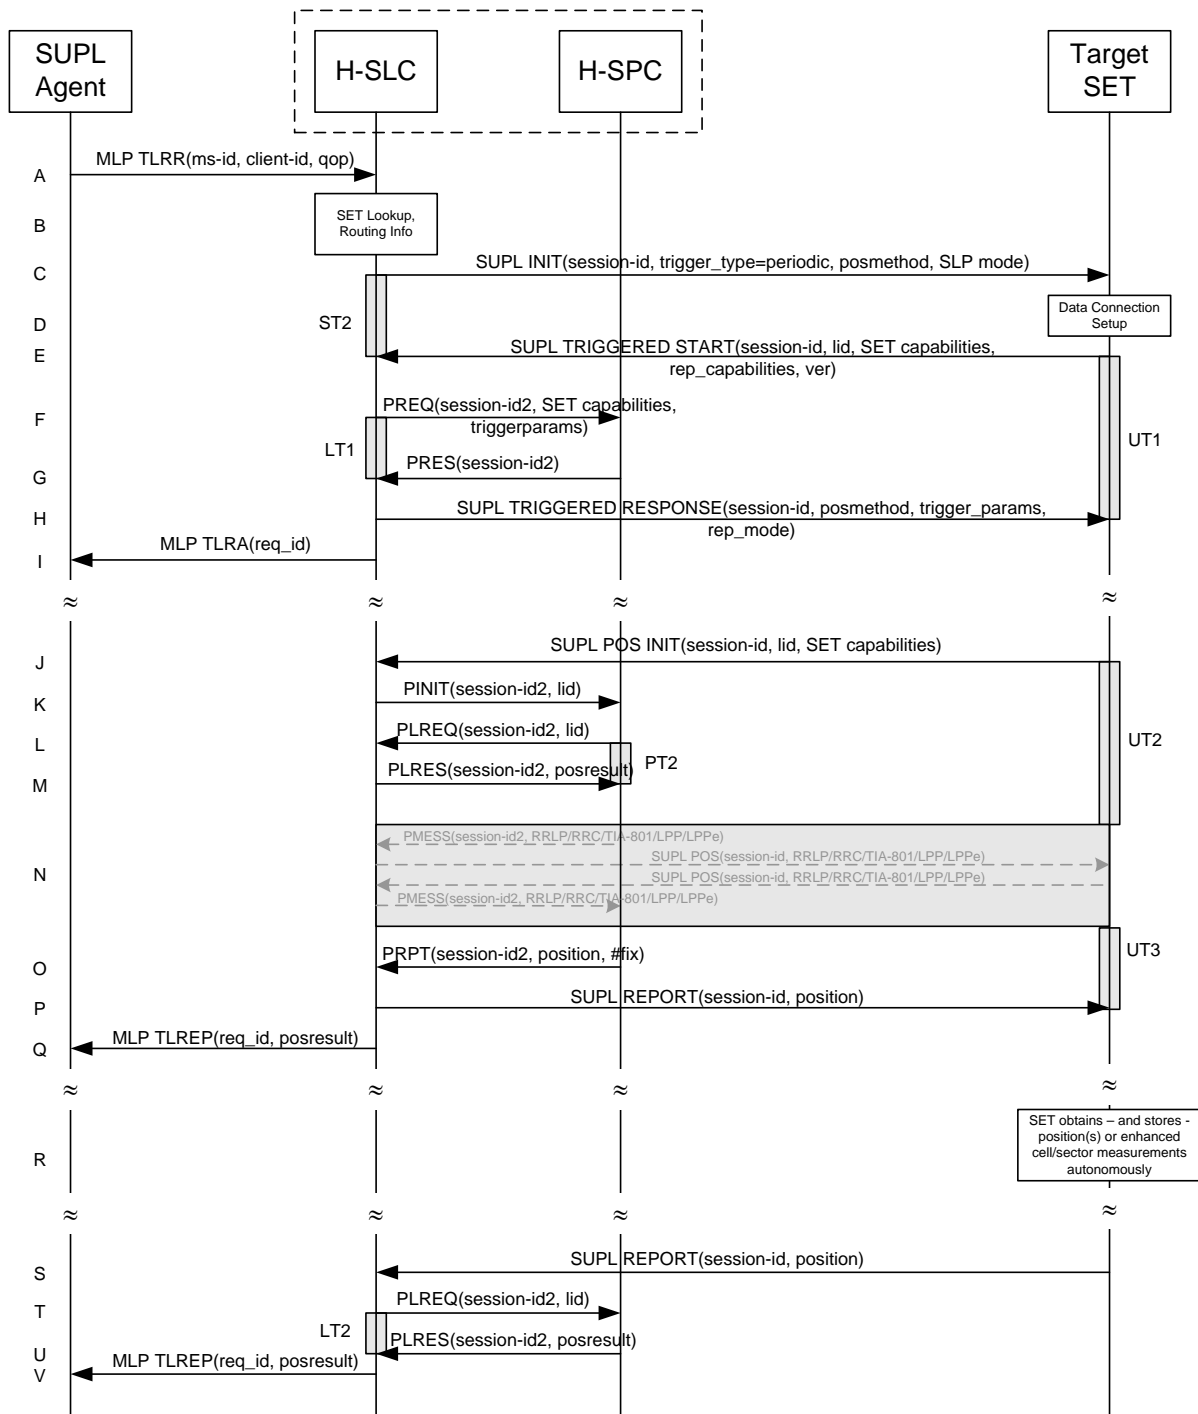 SUPL
Agent
H-SLC
H-SPC
Target
SET
A
MLP TLRR(ms-id, client-id, qop)
B
SET Lookup,
Routing Info
C
SUPL INIT(session-id, trigger_type=periodic, posmethod, SLP mode)
D
ST2
Data Connection
Setup
E
SUPL TRIGGERED START(session-id, lid, SET capabilities,
rep_capabilities, ver)
F
PREQ(session-id2, SET capabilities,
triggerparams)
LT1
UT1
G
PRES(session-id2)
H
SUPL TRIGGERED RESPONSE(session-id, posmethod, trigger_params,
rep_mode)
I
MLP TLRA(req_id)
≈ ≈ ≈ ≈
J
SUPL POS INIT(session-id, lid, SET capabilities)
K
PINIT(session-id2, lid)
L
PLREQ(session-id2, lid)
UT2
M
PLRES(session-id2, posresult)
PT2
PMESS(session-id2, RRLP/RRC/TIA-801/LPP/LPPe)
SUPL POS(session-id, RRLP/RRC/TIA-801/LPP/LPPe)
N
SUPL POS(session-id, RRLP/RRC/TIA-801/LPP/LPPe)
PMESS(session-id2, RRLP/RRC/TIA-801/LPP/LPPe)
O
PRPT(session-id2, position, #fix)
UT3
P
SUPL REPORT(session-id, position)
Q
MLP TLREP(req_id, posresult)
≈ ≈ ≈ ≈
R
SET obtains – and stores -
position(s) or enhanced
cell/sector measurements
autonomously
≈ ≈ ≈ ≈
S
SUPL REPORT(session-id, position)
T
PLREQ(session-id2, lid)
LT2
U
PLRES(session-id2, posresult)
V
MLP TLREP(req_id, posresult)